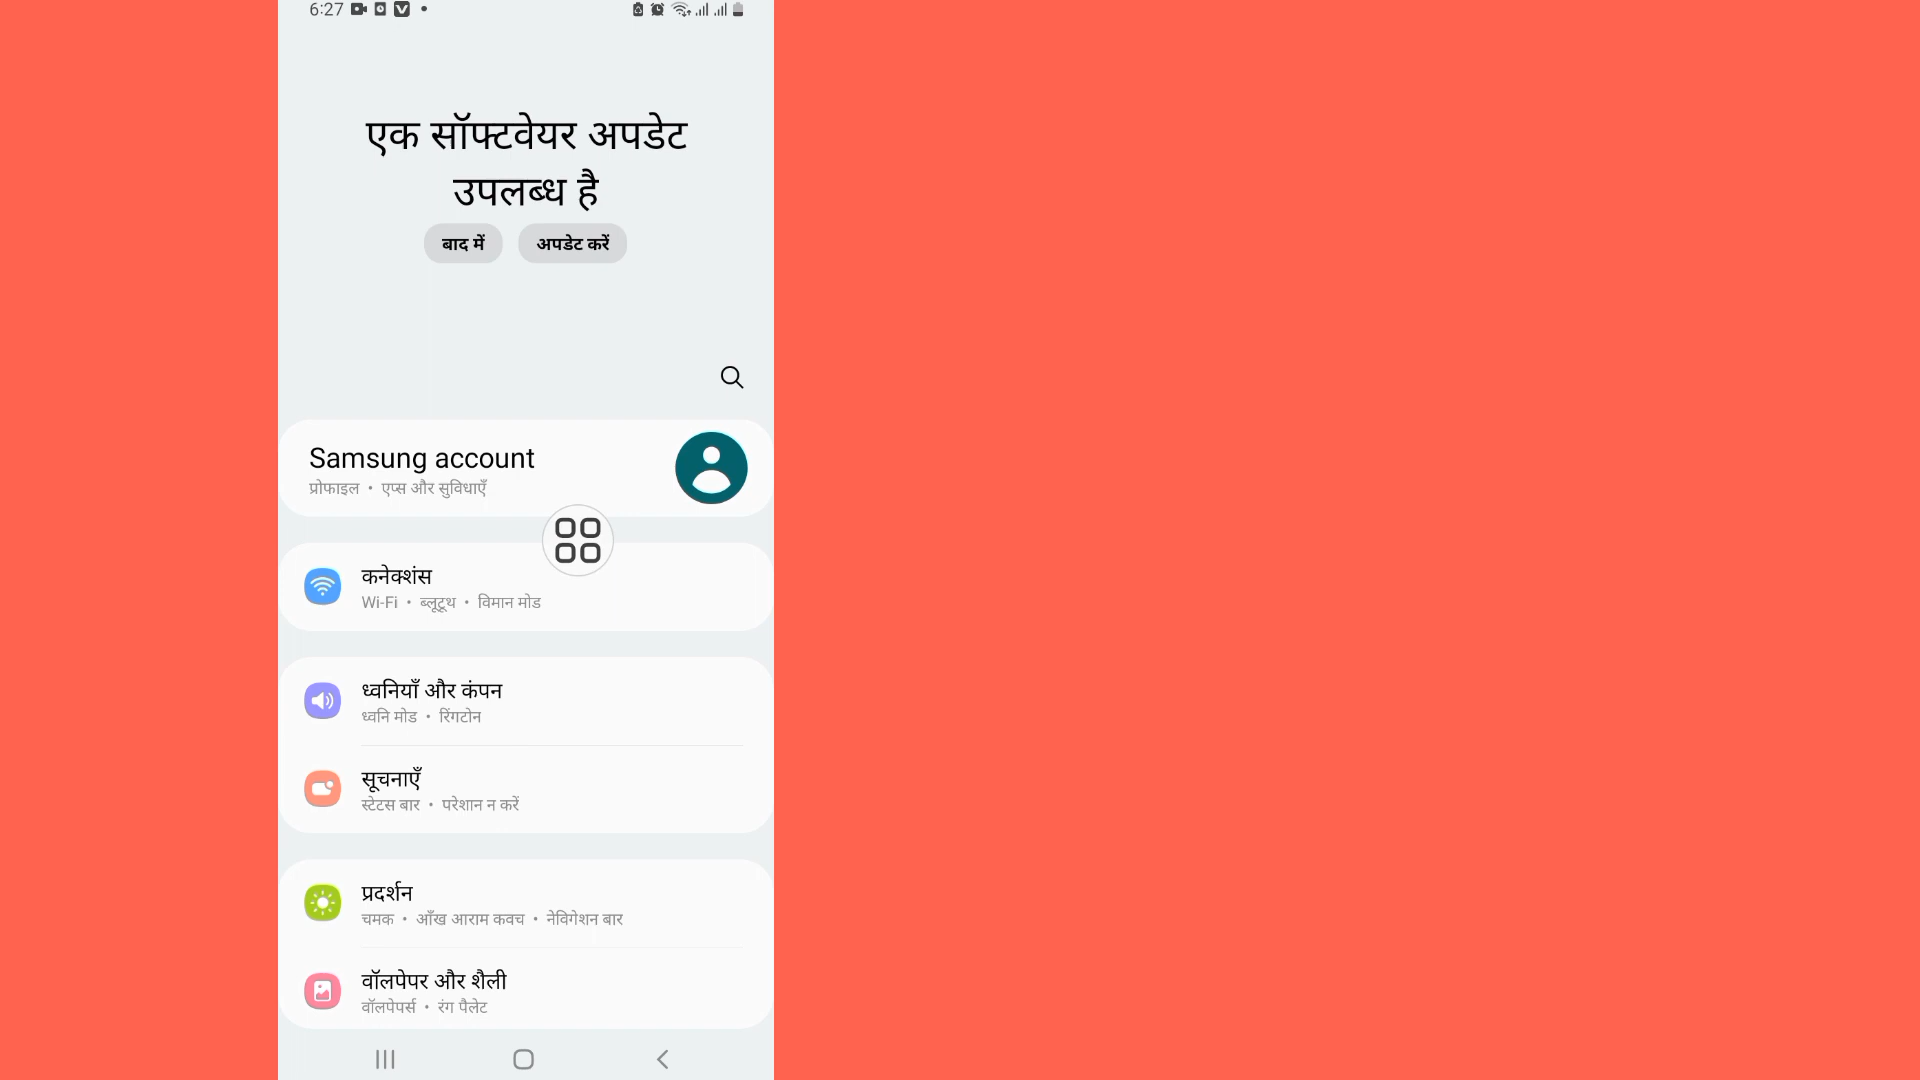 6:27
एक सॉफ्टवेयर अपडेट
उपलब्ध है
बाद में
अपडेट करें
Samsung account
प्रोफाइल • एप्स और सुविधाएँ
कनेक्शंस
Wi-Fi • ब्लूटूथ • विमान मोड
ध्वनियाँ और कंपन
ध्वनि मोड • रिंगटोन
सूचनाएँ
स्टेटस बार • परेशान न करें
प्रदर्शन
चमक • आँख आराम कवच • नेविगेशन बार
वॉलपेपर और शैली
वॉलपेपर्स • रंग पैलेट